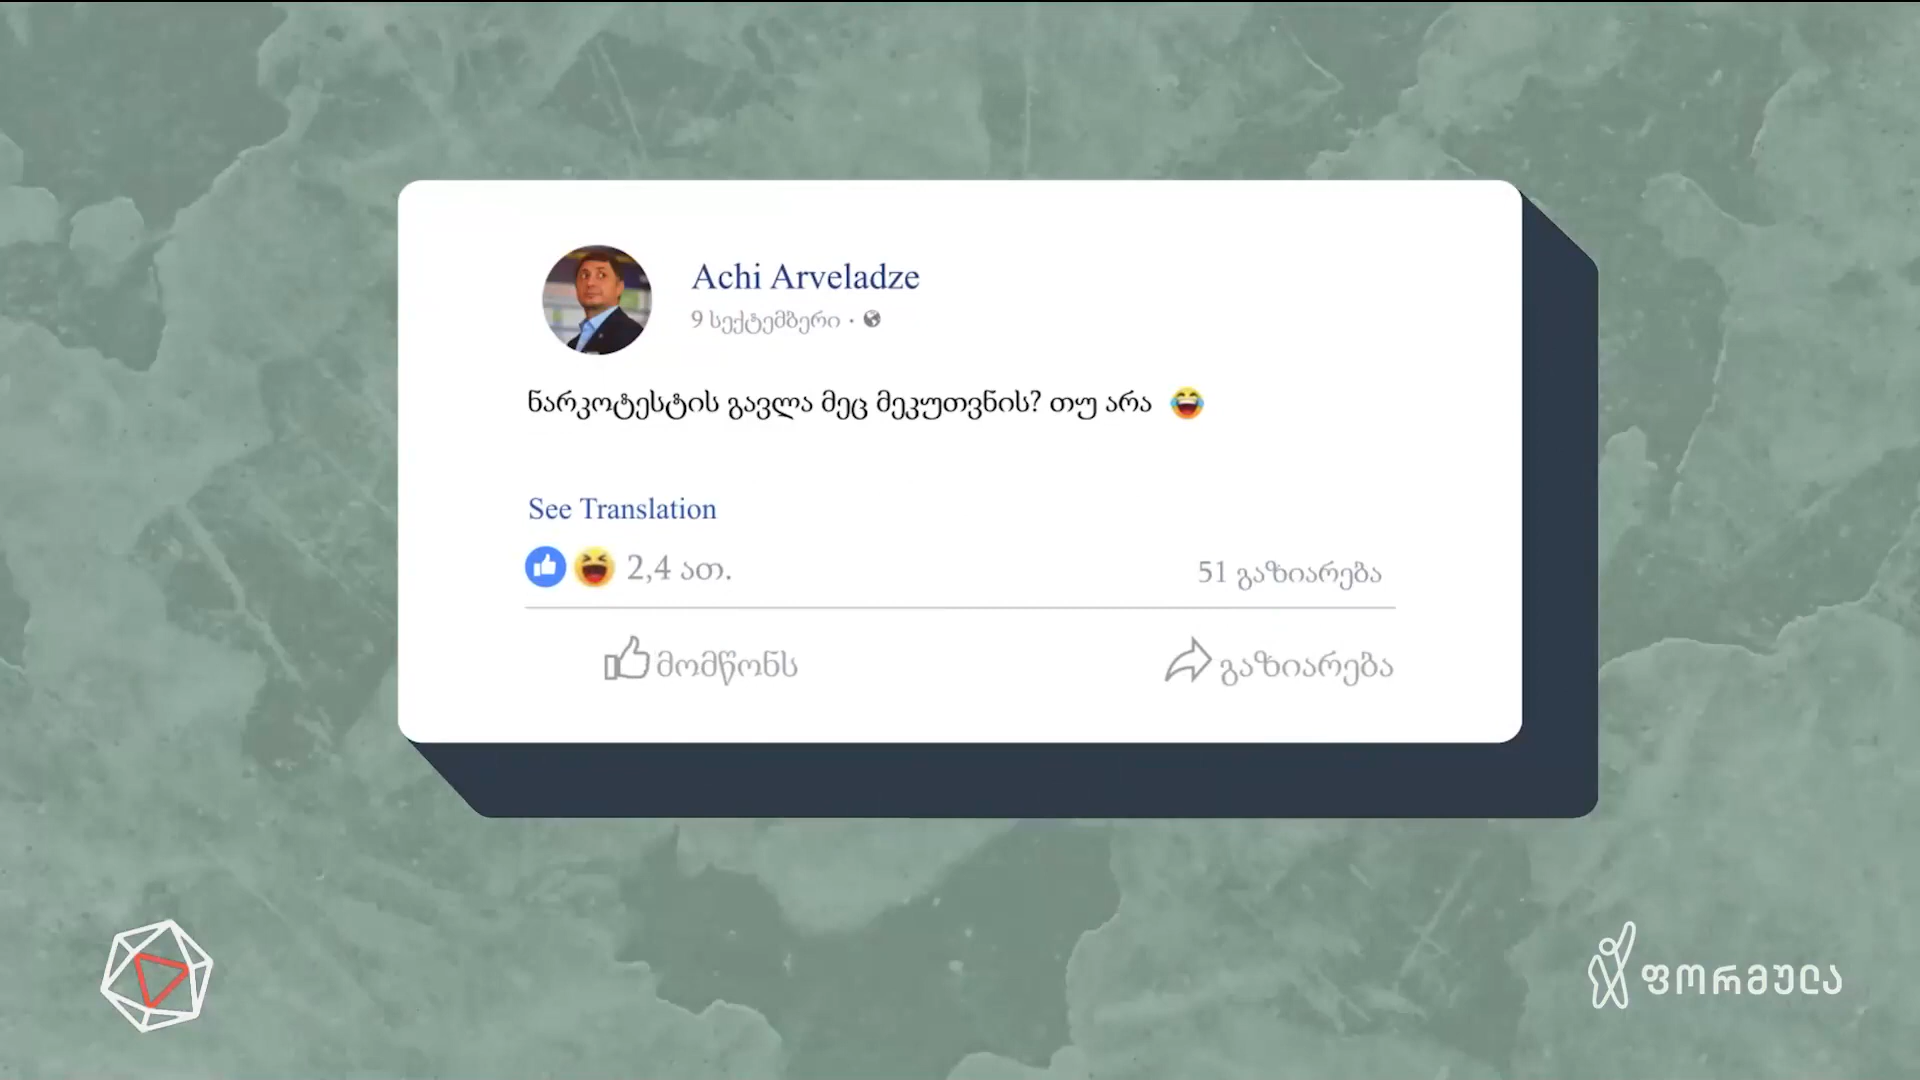 Achi Arveladze
9 სექტემბერი ·
ნარკოტესტის გავლა მეც მეკუთვნის? თუ არა 😂
See Translation
2,4 ათ.
51 გაზიარება
მომწონს
გაზიარება
ფორმულა